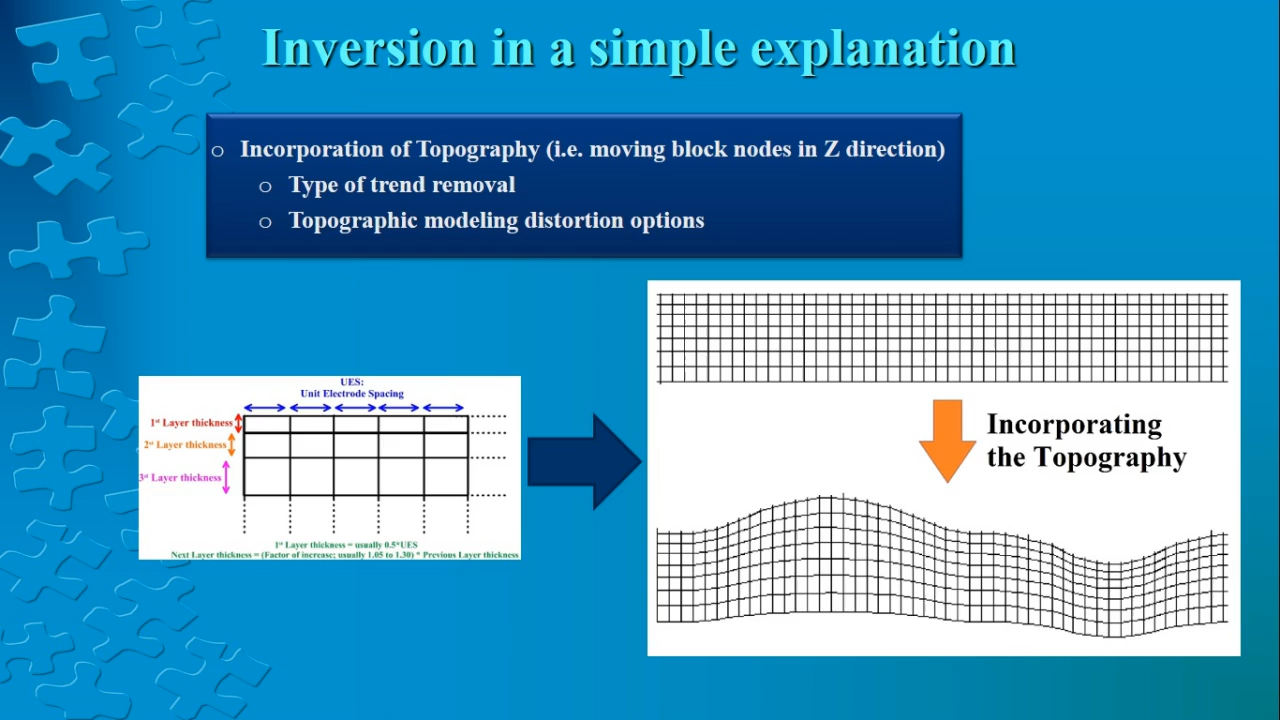 Inversion in a simple explanation
o Incorporation of Topography (i.e. moving block nodes in Z direction)
o Type of trend removal
o Topographic modeling distortion options
UES:
Unit Electrode Spacing
1st Layer thickness
2st Layer thickness
3st Layer thickness
1st Layer thickness = usually 0.5*UES
Next Layer thickness = (Factor of increase; usually 1.05 to 1.30) * Previous Layer thickness
Incorporating
the Topography